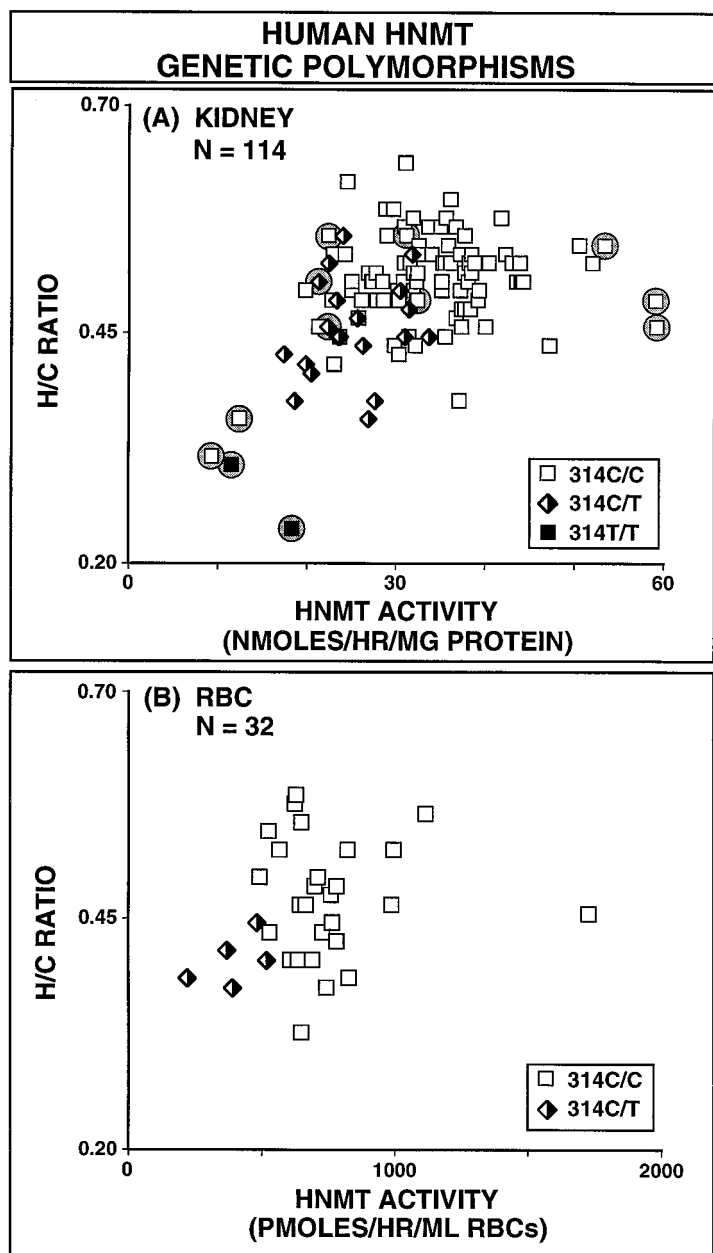 HUMAN HNMT
GENETIC POLYMORPHISMS
(A) KIDNEY
N = 114
0.70
0.45
0.20
H/C RATIO
314C/C
314C/T
314T/T
0
30
60
HNMT ACTIVITY
(NMOLES/HR/MG PROTEIN)
(B) RBC
N = 32
0.70
0.45
0.20
H/C RATIO
314C/C
314C/T
0
1000
2000
HNMT ACTIVITY
(PMOLES/HR/ML RBCs)